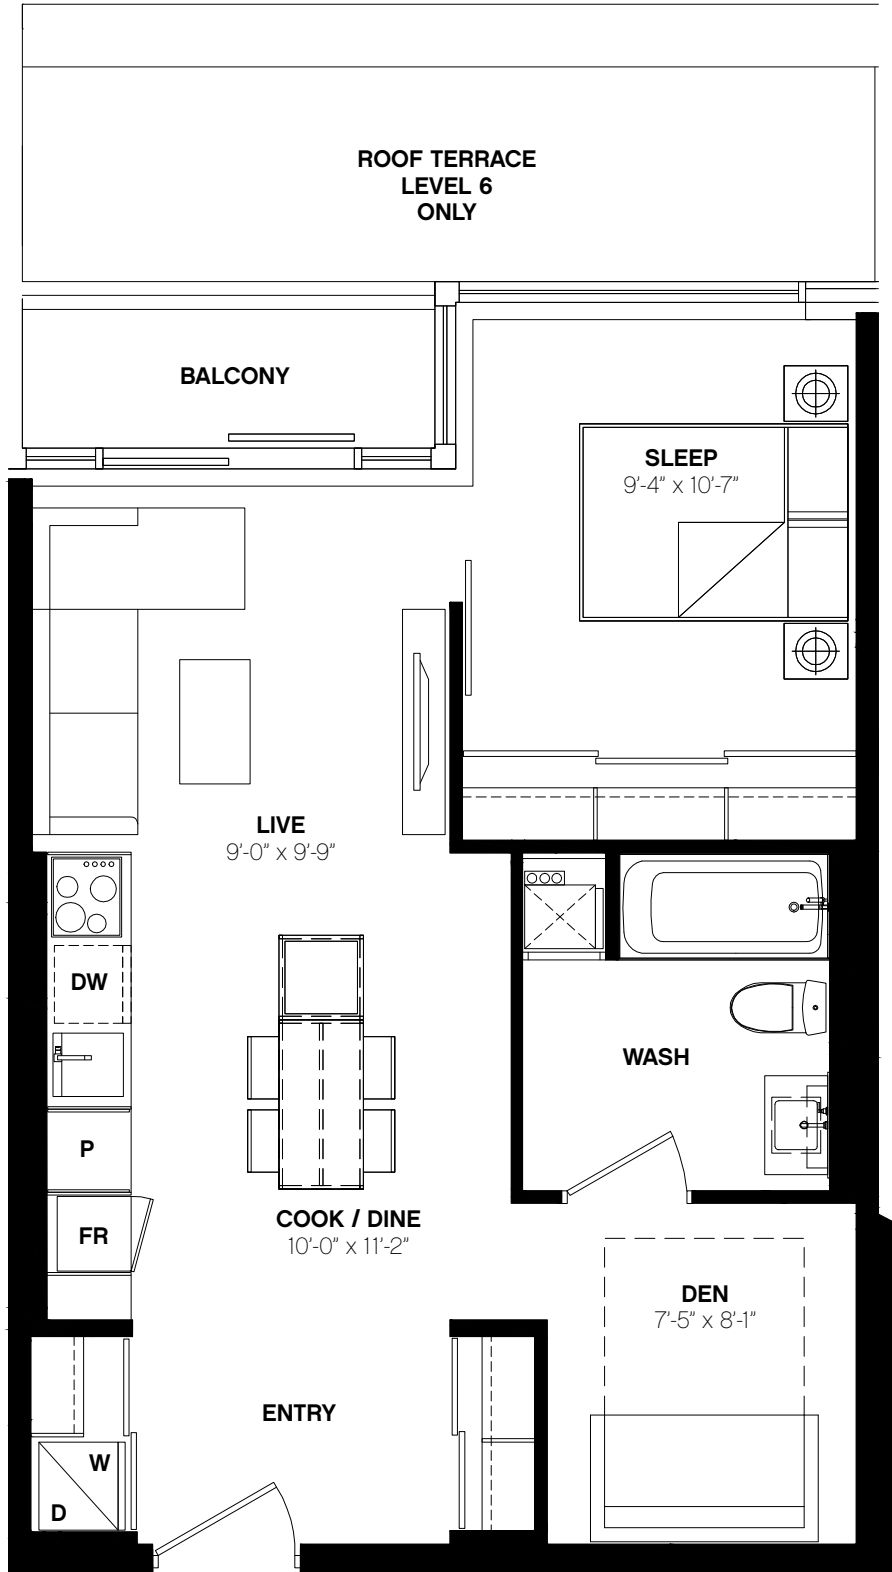 ROOF TERRACE
LEVEL 6
ONLY
BALCONY
SLEEP
9'-4" x 10'-7"
LIVE
9'-0" x 9'-9"
DW
WASH
P
FR
COOK / DINE
10'-0" x 11'-2"
DEN
7'-5" x 8'-1"
ENTRY
W
D